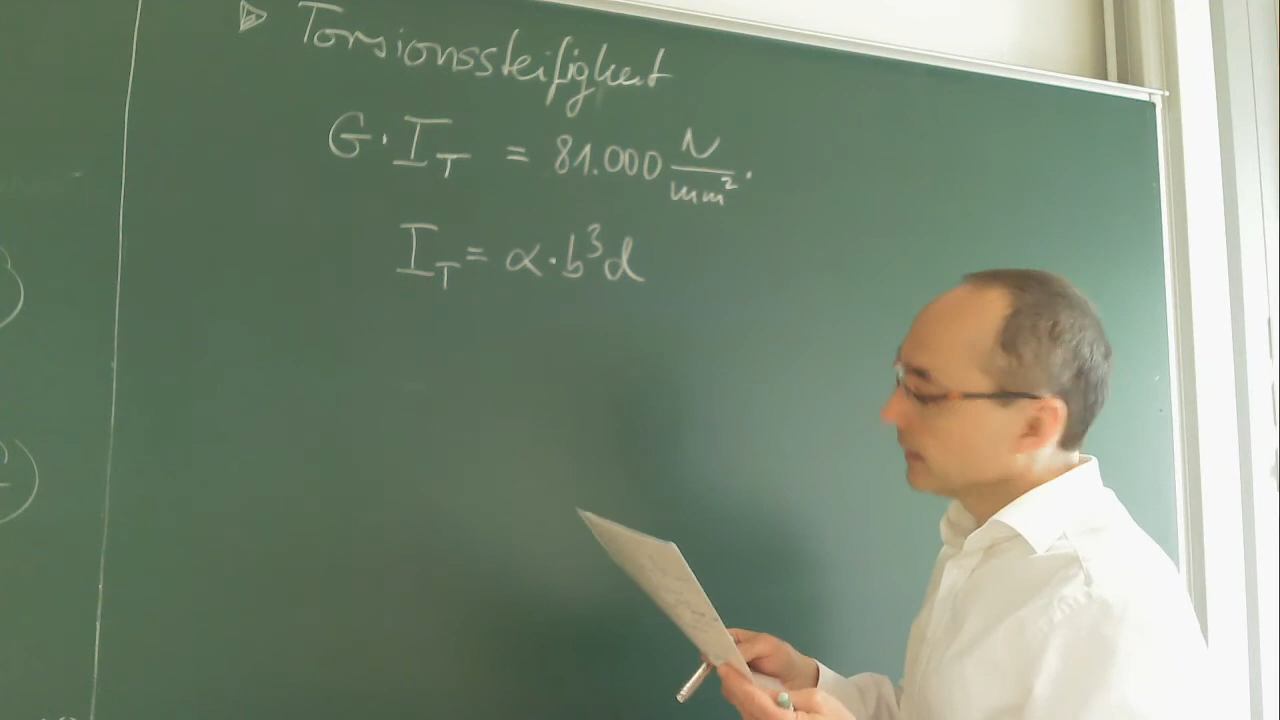 Torsionssteifigkeit
G · I_T = 81.000 N/mm² ·
I_T = α · b³d